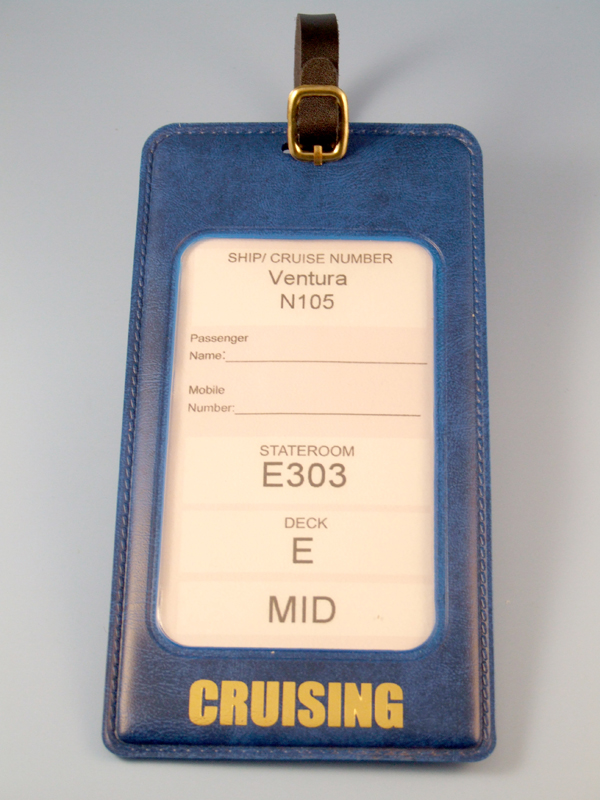 SHIP/ CRUISE NUMBER
Ventura
N105
Passenger
Name:
Mobile
Number:
STATEROOM
E303
DECK
E
MID
CRUISING